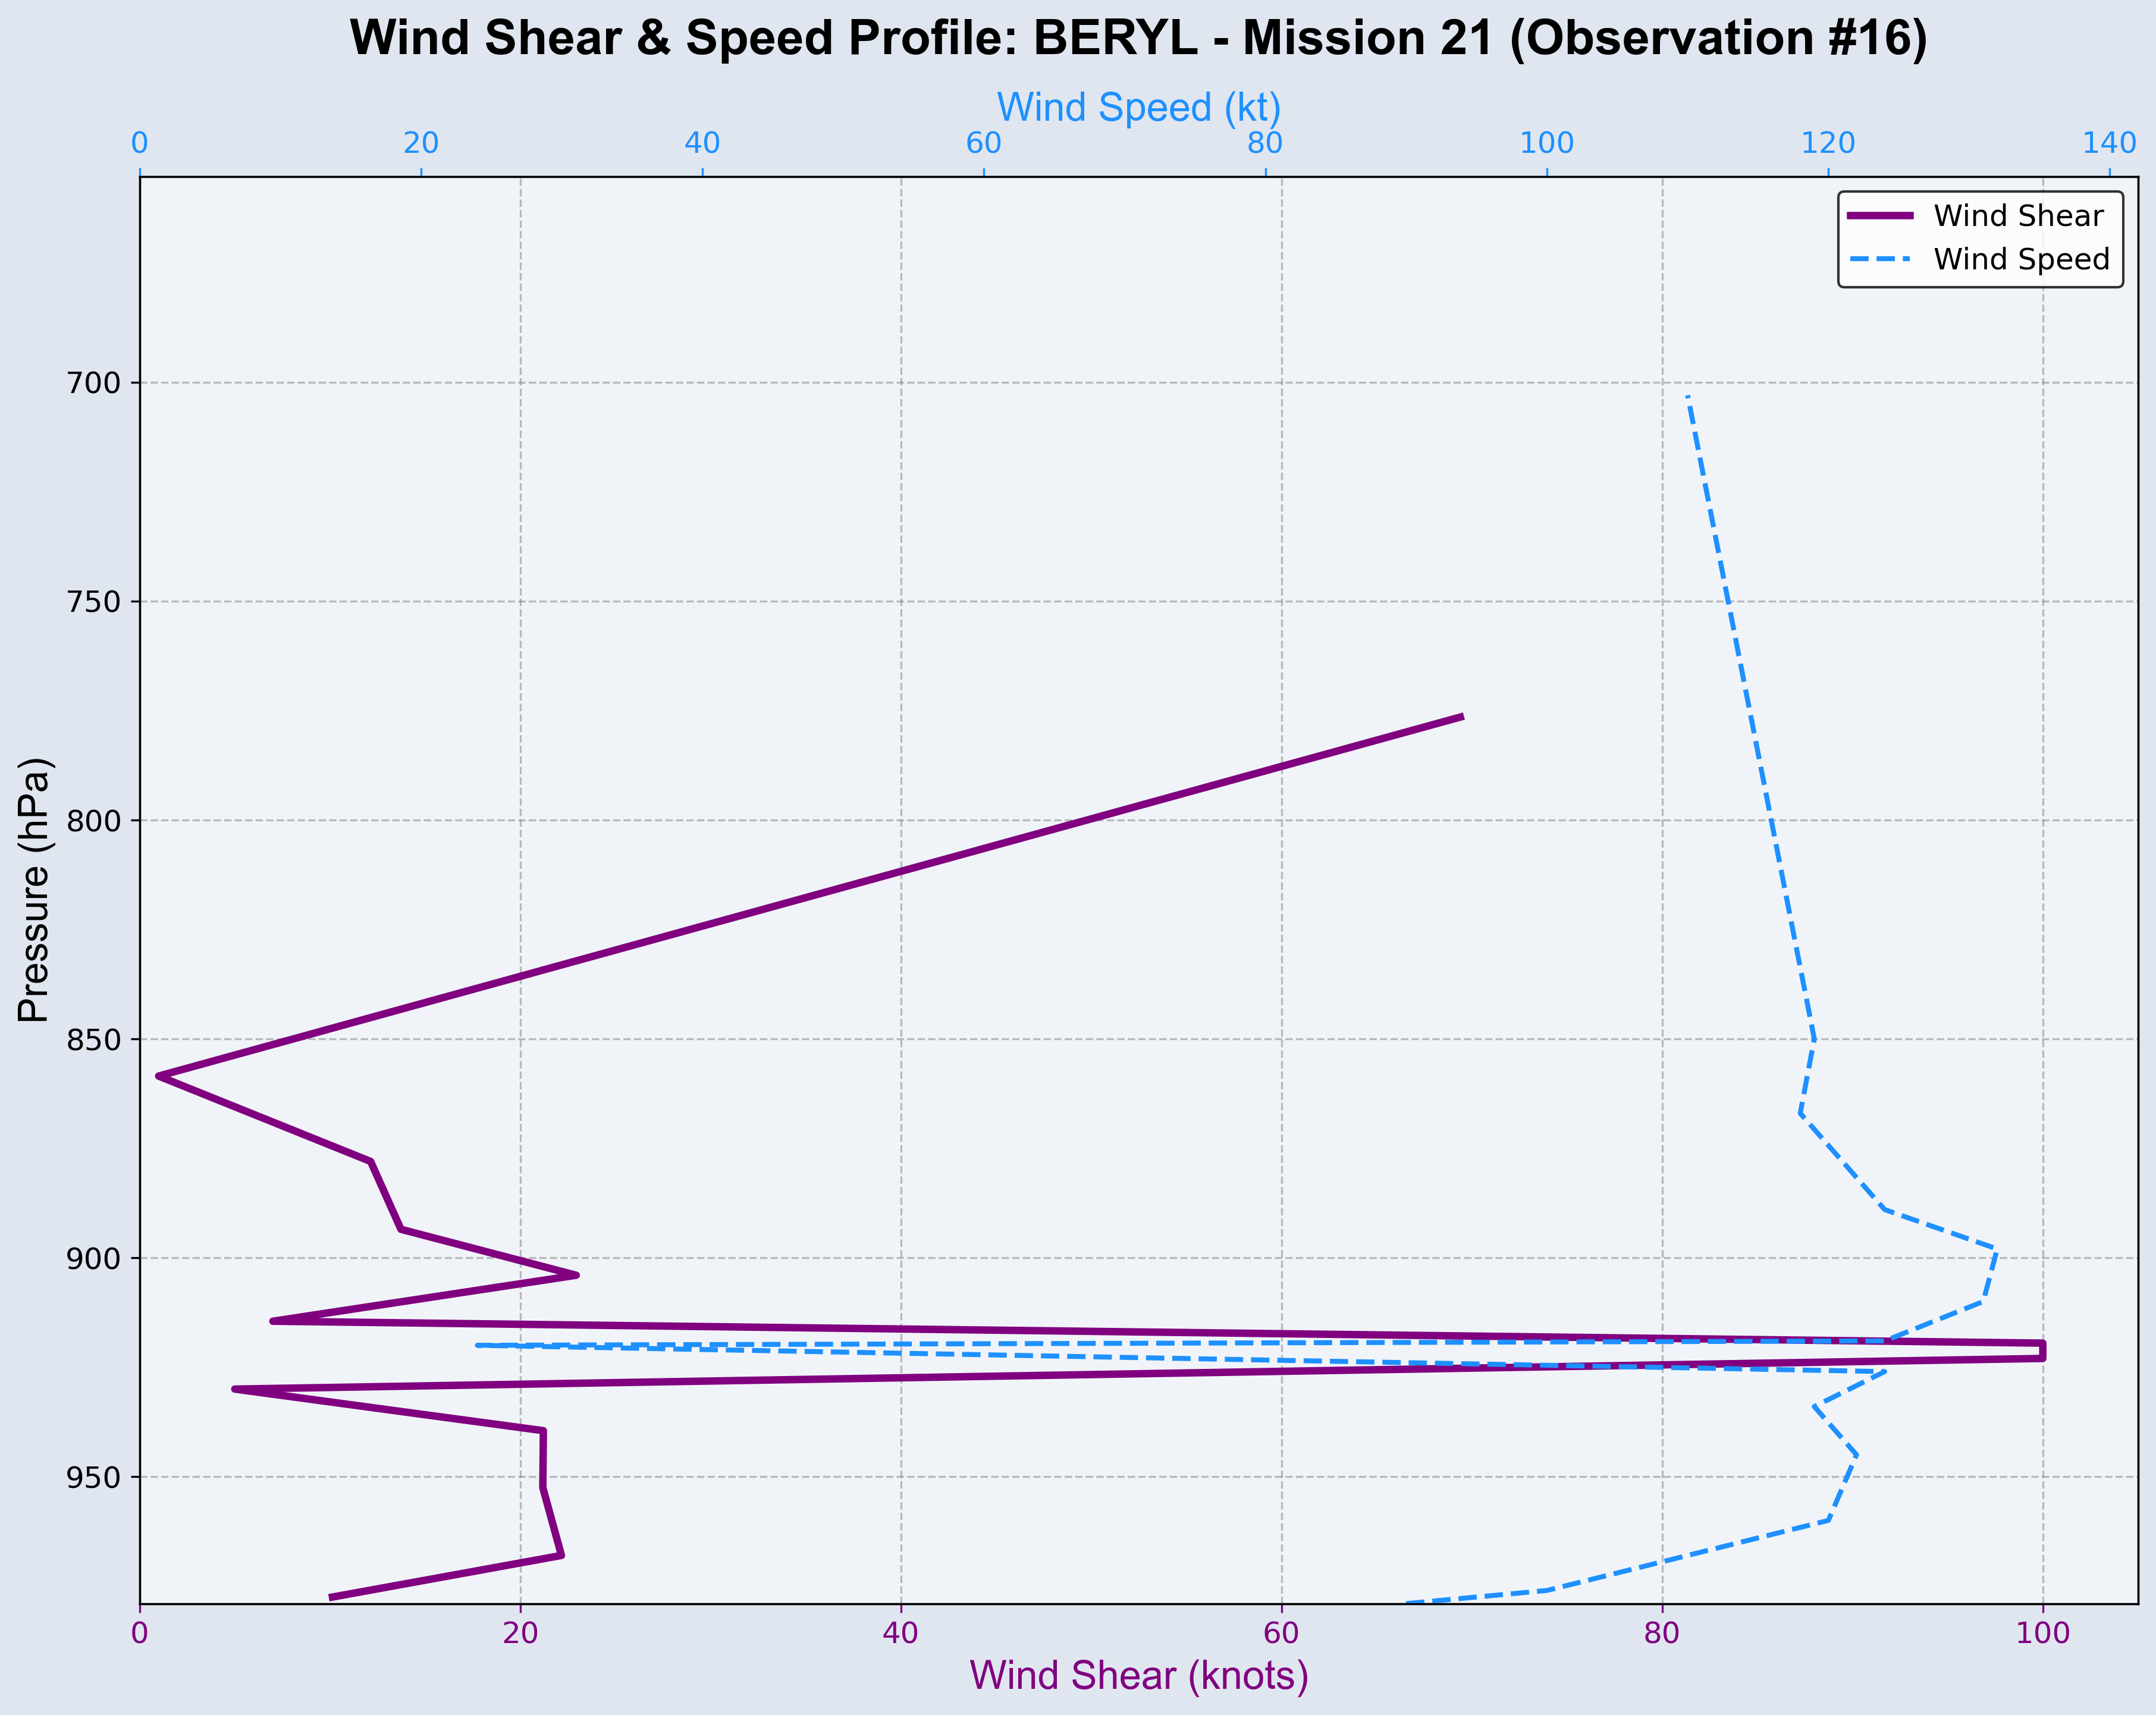 Wind Shear & Speed Profile: BERYL - Mission 21 (Observation #16)
Wind Speed (kt)
0 20 40 60 80 100 120 140
Wind Shear
Wind Speed
Pressure (hPa)
700
750
800
850
900
950
0 20 40 60 80 100
Wind Shear (knots)